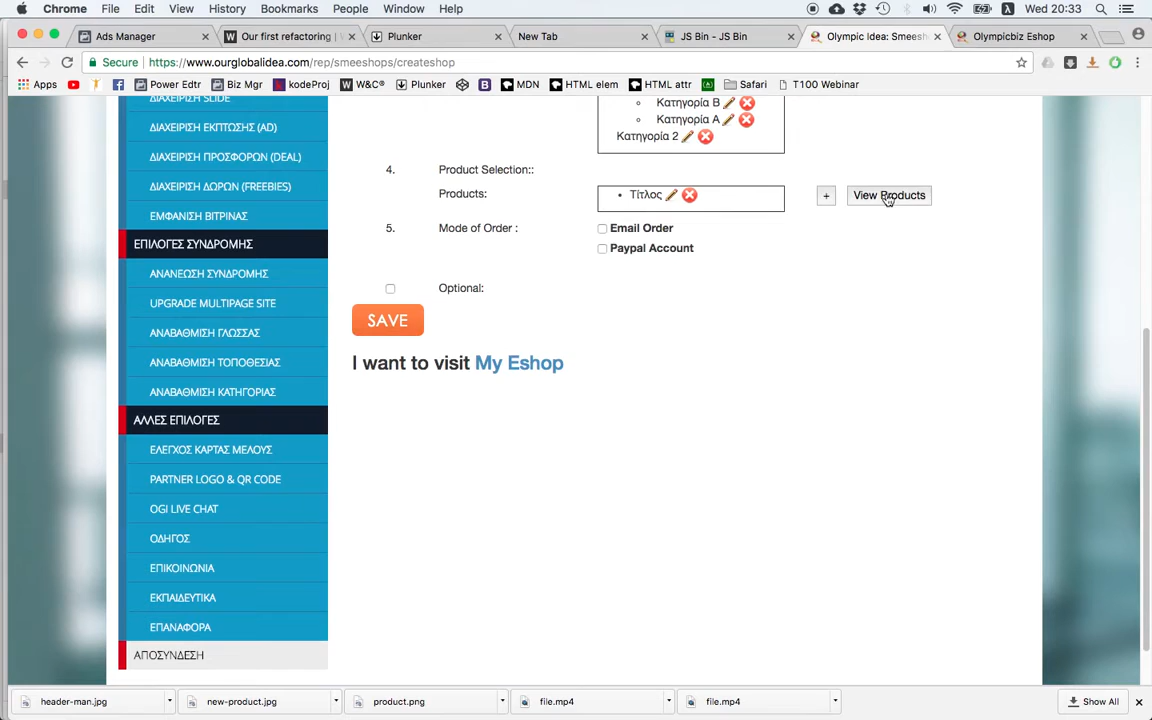 Chrome File Edit View History Bookmarks People Window Help Wed 20:33
Ads Manager Our first refactoring | Plunker New Tab JS Bin - JS Bin Olympic Idea: Smeesh Olympicbiz Eshop
Secure https://www.ourglobalidea.com/rep/smeeshops/createshop
Apps Power Edtr Biz Mgr kodeProj W&C® Plunker MDN HTML elem HTML attr Safari T100 Webinar
ΔΙΑΧΕΙΡΙΣΗ SLIDE
ΔΙΑΧΕΙΡΙΣΗ ΕΚΠΤΩΣΗΣ (AD)
ΔΙΑΧΕΙΡΙΣΗ ΠΡΟΣΦΟΡΩΝ (DEAL)
ΔΙΑΧΕΙΡΙΣΗ ΔΩΡΩΝ (FREEBIES)
ΕΜΦΑΝΙΣΗ ΒΙΤΡΙΝΑΣ
ΕΠΙΛΟΓΕΣ ΣΥΝΔΡΟΜΗΣ
ΑΝΑΝΕΩΣΗ ΣΥΝΔΡΟΜΗΣ
UPGRADE MULTIPAGE SITE
ΑΝΑΒΑΘΜΙΣΗ ΓΛΩΣΣΑΣ
ΑΝΑΒΑΘΜΙΣΗ ΤΟΠΟΘΕΣΙΑΣ
ΑΝΑΒΑΘΜΙΣΗ ΚΑΤΗΓΟΡΙΑΣ
ΑΛΛΕΣ ΕΠΙΛΟΓΕΣ
ΕΛΕΓΧΟΣ ΚΑΡΤΑΣ ΜΕΛΟΥΣ
PARTNER LOGO & QR CODE
OGI LIVE CHAT
ΟΔΗΓΟΣ
ΕΠΙΚΟΙΝΩΝΙΑ
ΕΚΠΑΙΔΕΥΤΙΚΑ
ΕΠΑΝΑΦΟΡΑ
ΑΠΟΣΥΝΔΕΣΗ
Κατηγορία Β
Κατηγορία Α
Κατηγορία 2
4. Product Selection::
Products: Τίτλος + View Products
5. Mode of Order : Email Order
Paypal Account
Optional:
SAVE
I want to visit My Eshop
header-man.jpg new-product.jpg product.png file.mp4 file.mp4 Show All